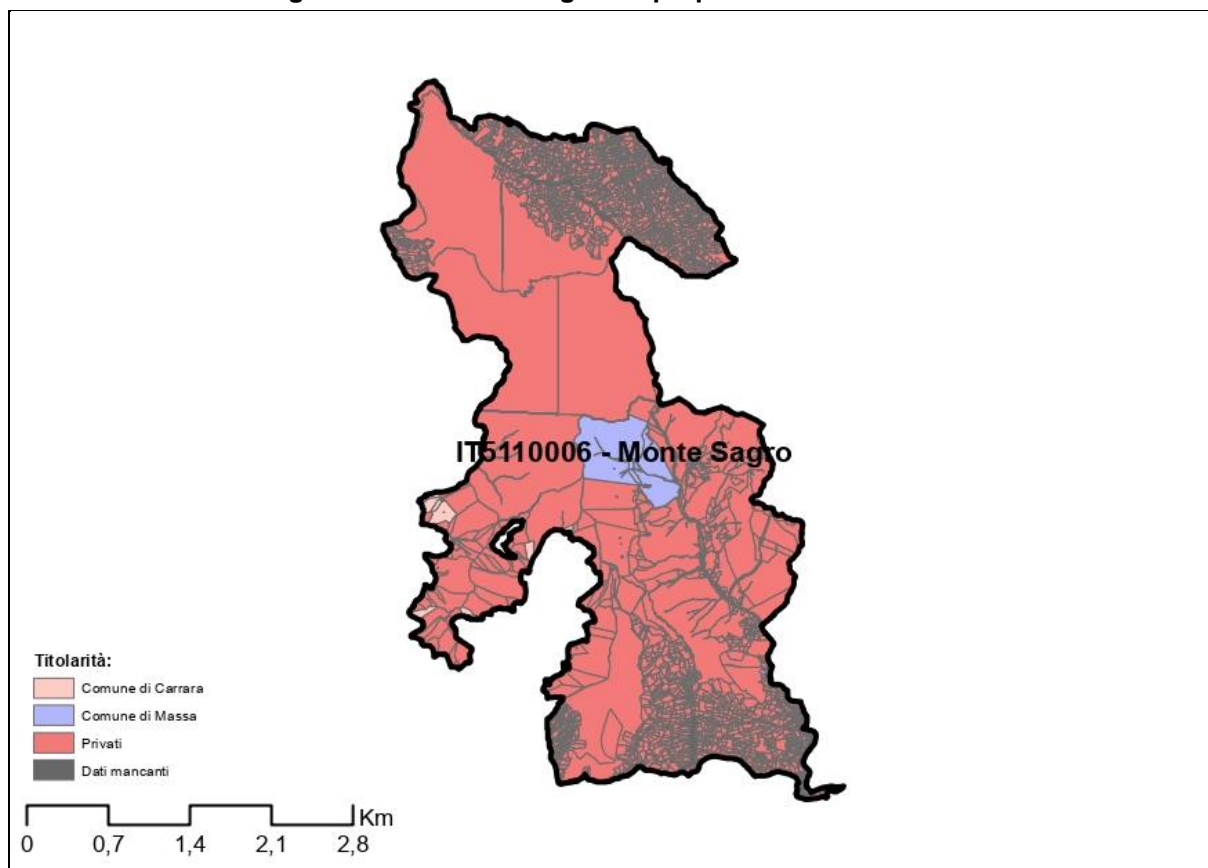 IT5110006 - Monte Sagro
Titolarità:
Comune di Carrara
Comune di Massa
Privati
Dati mancanti
Km
0 0,7 1,4 2,1 2,8